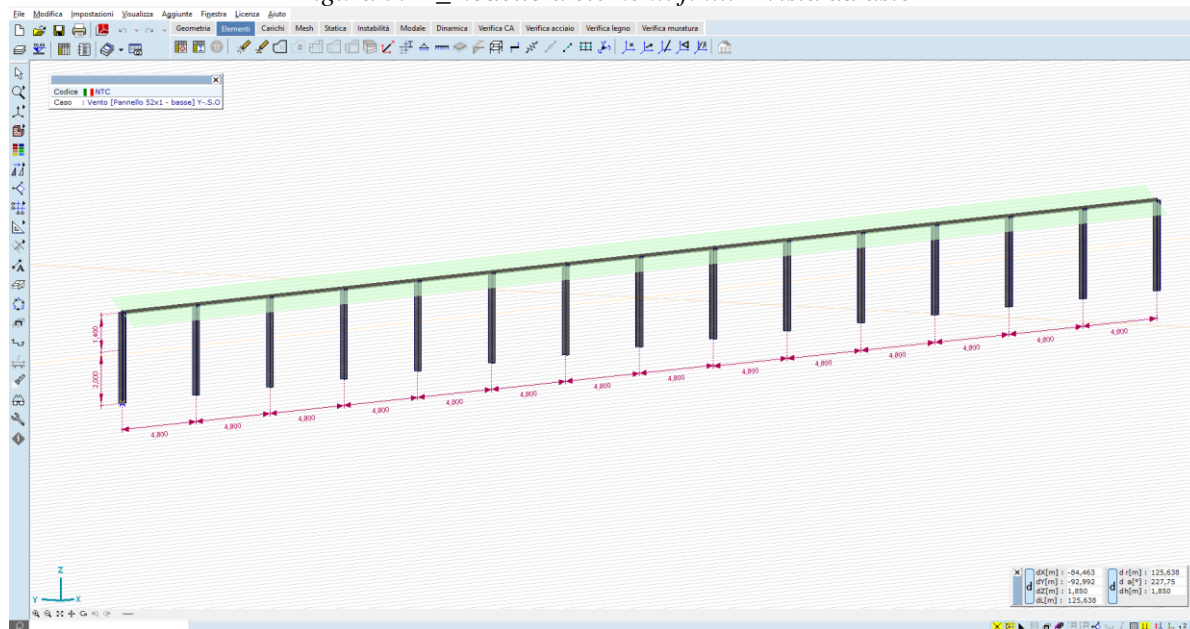 File Modifica Impostazioni Visualizza Aggiunte Finestra Licenza Aiuto
Geometria Elementi Carichi Mesh Statica Instabilità Modale Dinamica Verifica CA Verifica acciaio Verifica legno Verifica muratura
Codice NTC
Caso : Vento [Pannello 52x1 - basse] Y-.S.O
1,400
2,000
4,800
4,800
4,800
4,800
4,800
4,800
4,800
4,800
4,800
4,800
4,800
4,800
4,800
4,800
Z
Y X
dX[m] : -84,463
dY[m] : -92,992
dZ[m] : 1,850
dL[m] : 125,638
d
d r[m] : 125,638
d a[°] : 227,75
dh[m] : 1,850
d